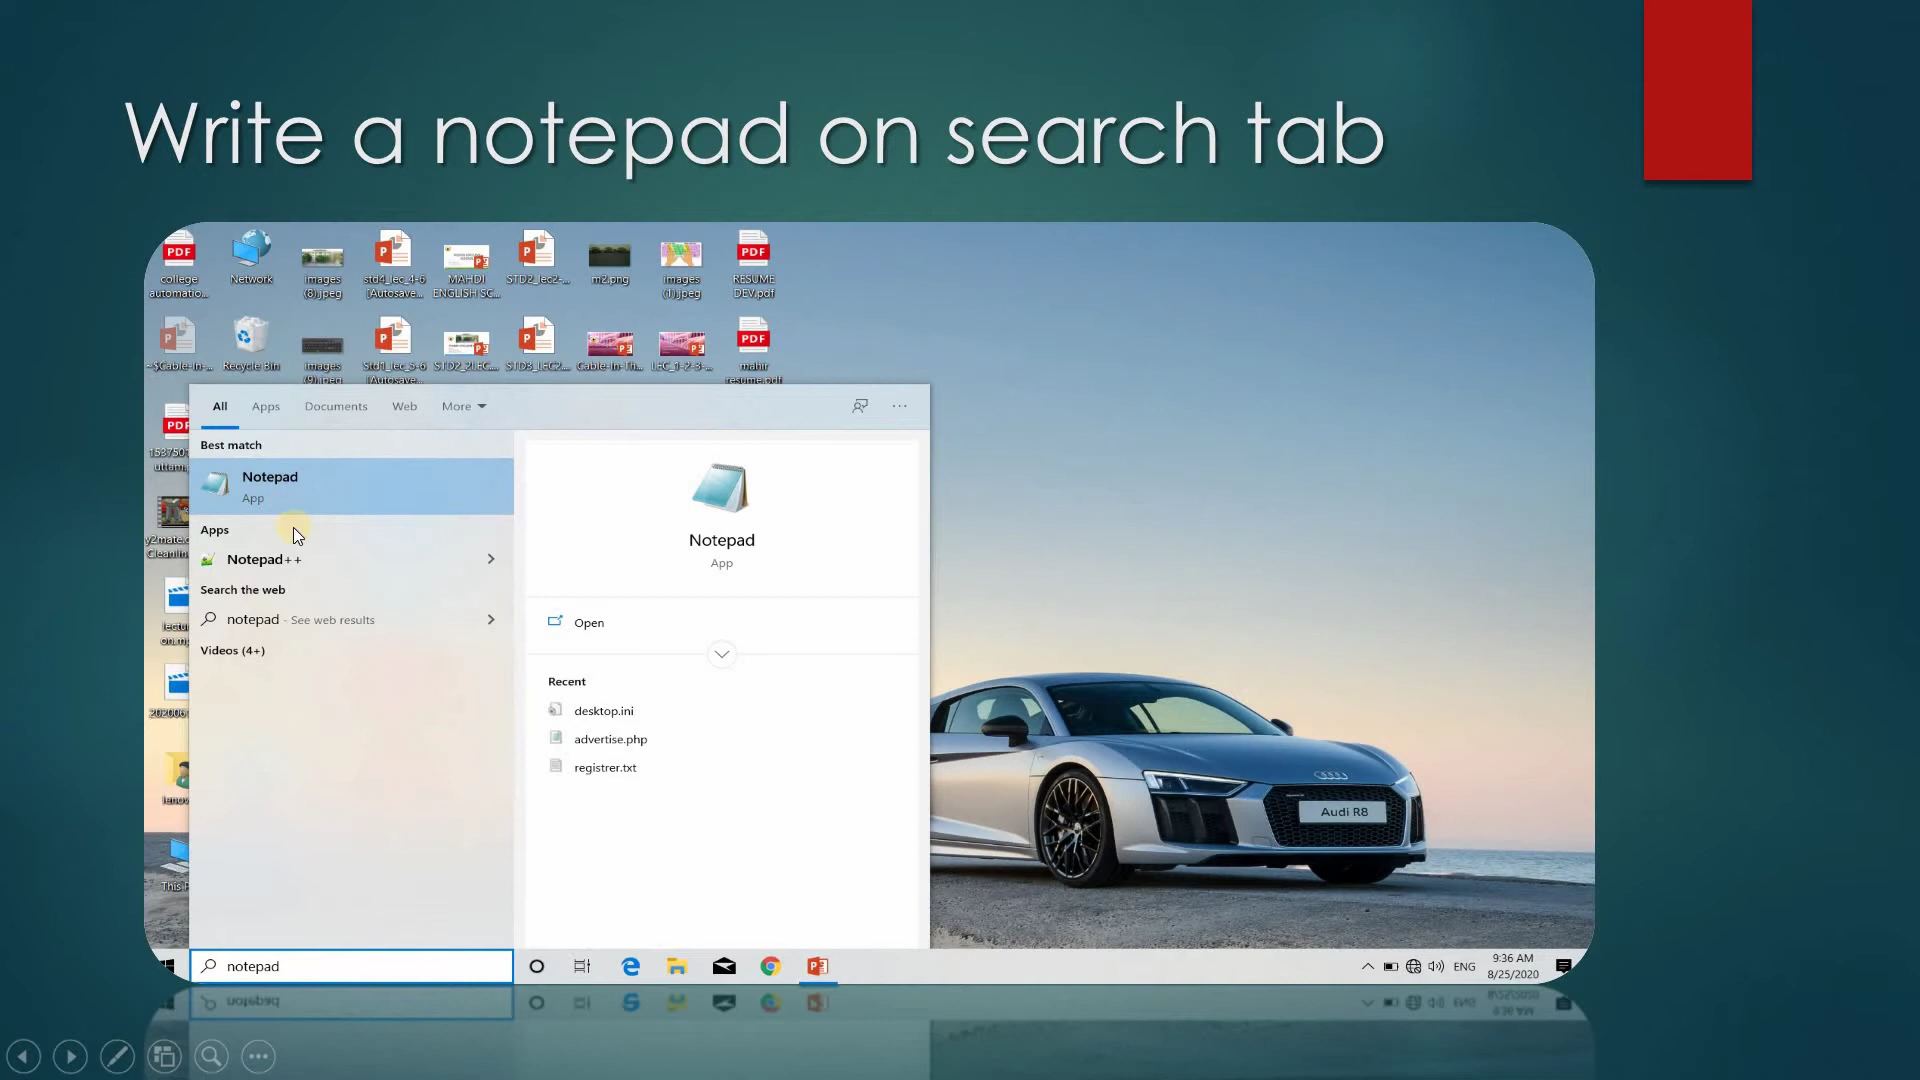 Write a notepad on search tab
college
automatio...
Network
images
(8).jpeg
std4_lec_4-6
[Autosave...
MAHDI
ENGLISH SC...
STD2_lec2-...
m2.png
images
(1).jpeg
RESUME
DEV.pdf
~$Cable-In-...
Recycle Bin
images
(9).jpeg
Std1_lec_5-6
[Autosave...
STD2_2LEC...
STD3_LEC2...
Cable-In-Th...
LEC_1-2-3-...
mahir
resume.pdf
All Apps Documents Web More
Best match
Notepad
App
Apps
Notepad++
Search the web
notepad - See web results
Videos (4+)
Notepad
App
Open
Recent
desktop.ini
advertise.php
registrer.txt
Audi R8
notepad
ENG
9:36 AM
8/25/2020